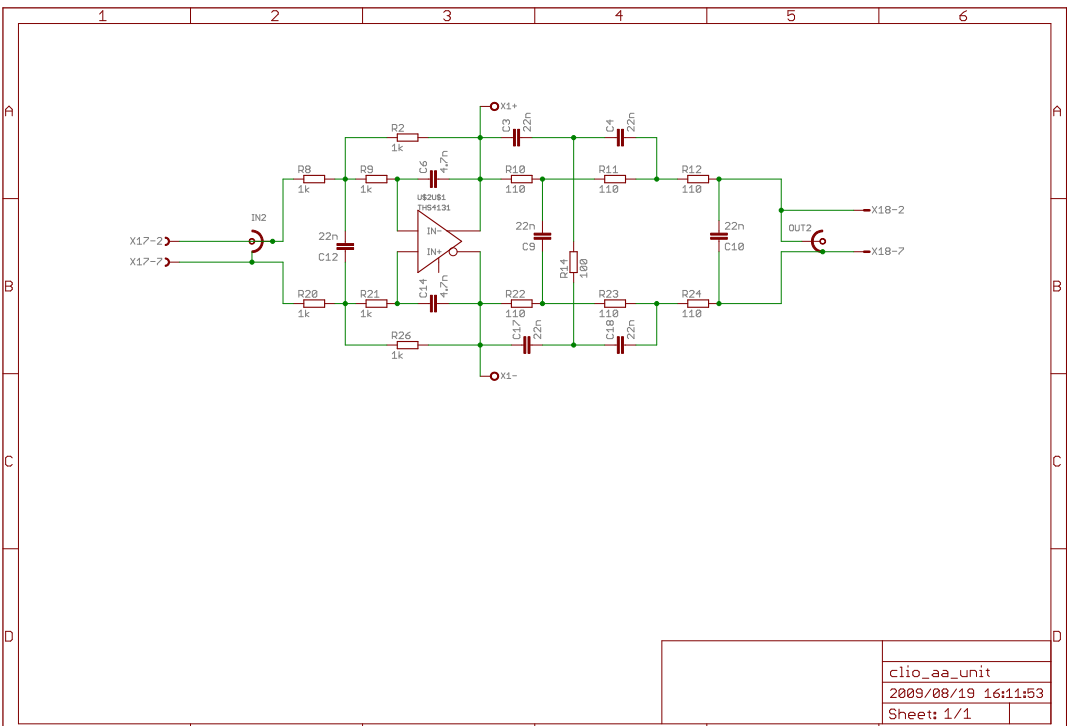 1 2 3 4 5 6
A A
X1+
C3 22n C4 22n
R2
1k
C6 4.7n
R8 R9 R10 R11 R12
1k 1k 110 110 110
U$2U$1
THS4131
IN2
X18-2
22n IN- 22n 22n OUT2
X17-2
C12 IN+ C9 R14 100 C10 X18-7
X17-7
B B
C14 4.7n
R20 R21 R22 R23 R24
1k 1k 110 110 110
C17 22n C18 22n
R26
1k
X1-
C C
D D
clio_aa_unit
2009/08/19 16:11:53
Sheet: 1/1